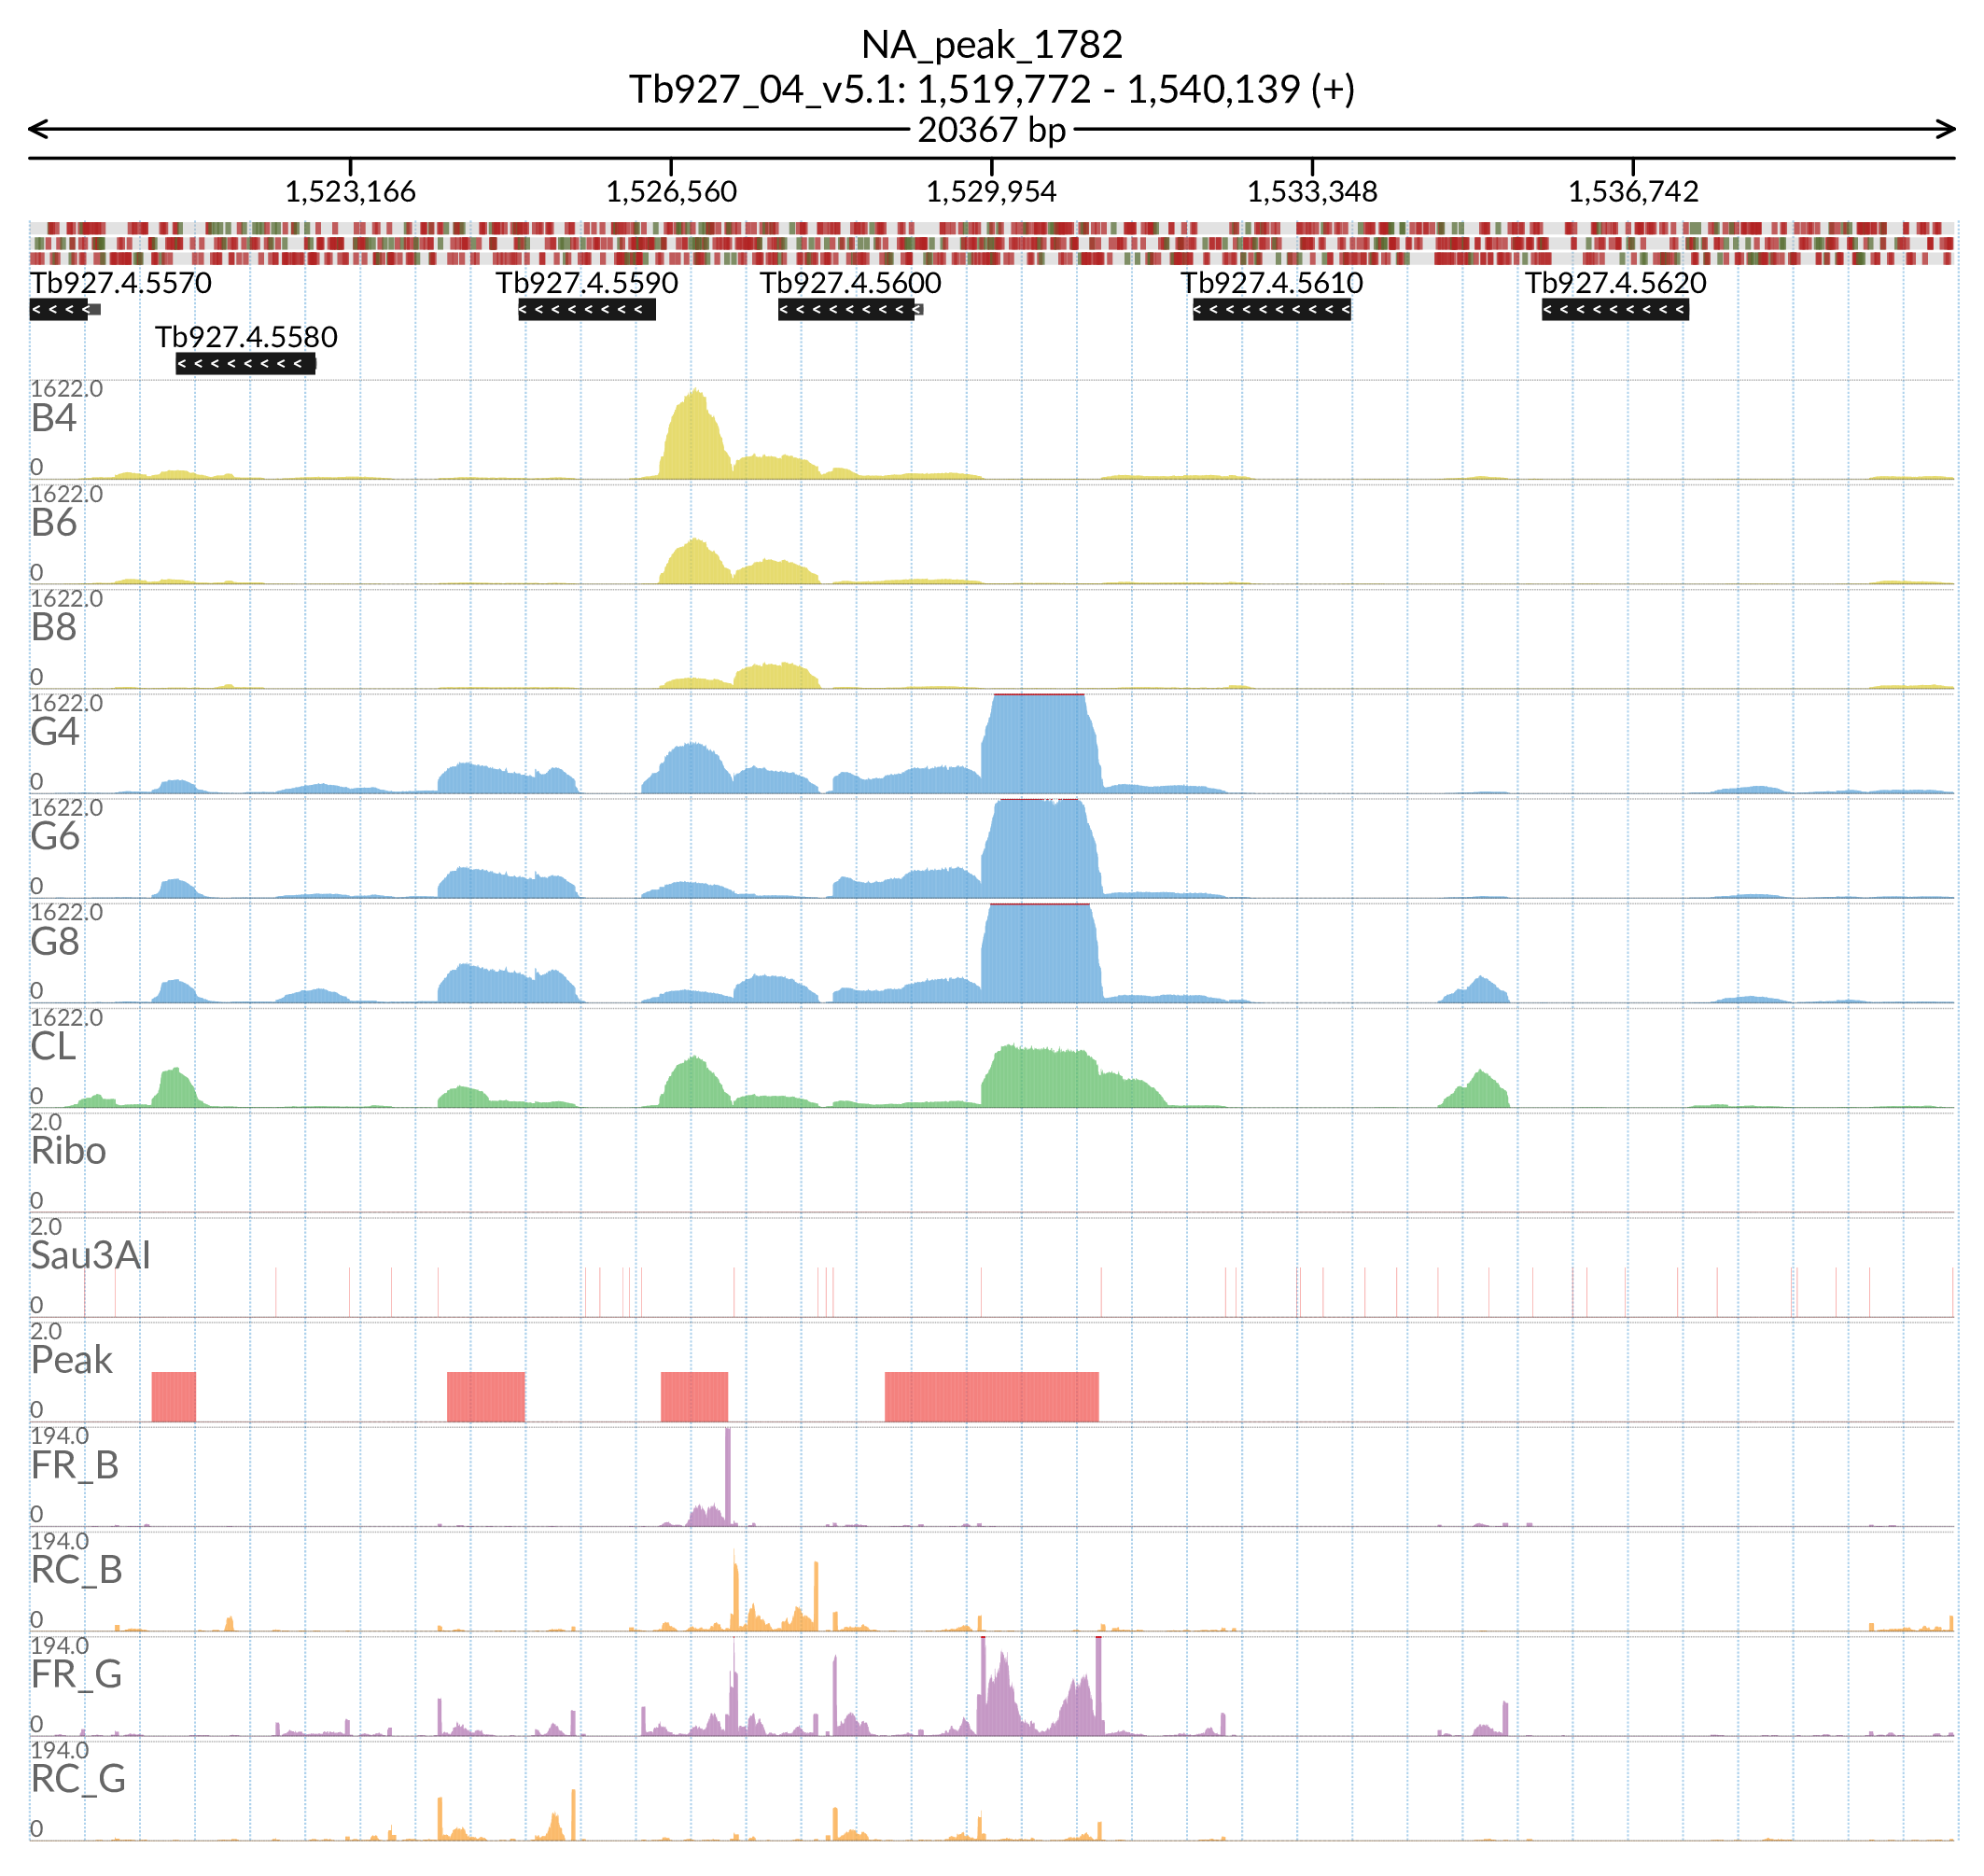 NA_peak_1782
Tb927_04_v5.1: 1,519,772 - 1,540,139 (+)
20367 bp
1,523,166 1,526,560 1,529,954 1,533,348 1,536,742
Tb927.4.5570 Tb927.4.5590 Tb927.4.5600 Tb927.4.5610 Tb927.4.5620
Tb927.4.5580
1622.0
B4
0
1622.0
B6
0
1622.0
B8
0
1622.0
G4
0
1622.0
G6
0
1622.0
G8
0
1622.0
CL
0
2.0
Ribo
0
2.0
Sau3AI
0
2.0
Peak
0
194.0
FR_B
0
194.0
RC_B
0
194.0
FR_G
0
194.0
RC_G
0